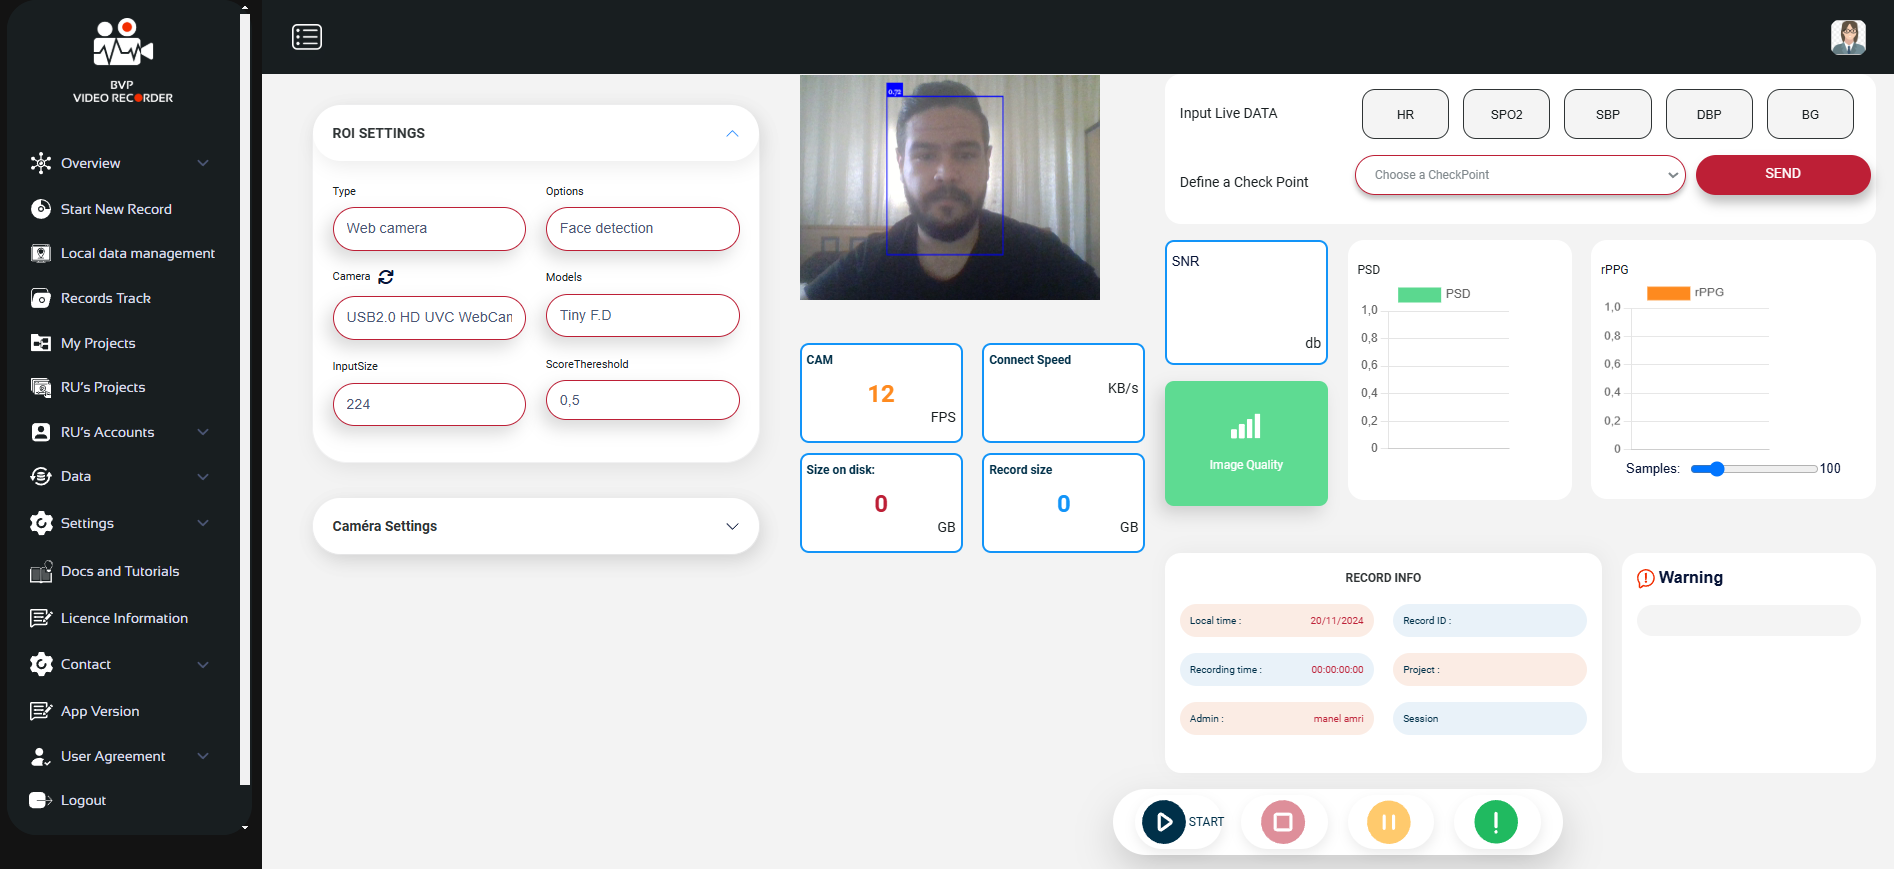 BVP
VIDEO RECORDER
Overview
Start New Record
Local data management
Records Track
My Projects
RU's Projects
RU's Accounts
Data
Settings
Docs and Tutorials
Licence Information
Contact
App Version
User Agreement
Logout
ROI SETTINGS
Type
Options
Web camera
Face detection
Camera
Models
USB2.0 HD UVC WebCam
Tiny F.D
InputSize
ScoreThereshold
224
0,5
Caméra Settings
0.72
CAM
12
FPS
Connect Speed
KB/s
Size on disk:
0
GB
Record size
0
GB
Input Live DATA
HR
SPO2
SBP
DBP
BG
Define a Check Point
Choose a CheckPoint
SEND
SNR
db
Image Quality
PSD
PSD
1,0
0,8
0,6
0,4
0,2
0
rPPG
rPPG
1,0
0,8
0,6
0,4
0,2
0
Samples:
100
RECORD INFO
Local time :
20/11/2024
Record ID :
Recording time :
00:00:00:00
Project :
Admin :
manel amri
Session
Warning
START